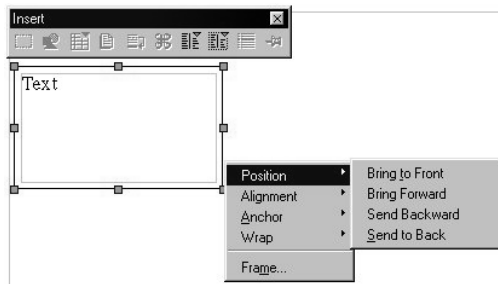 Insert
Text
Position
Alignment
Anchor
Wrap
Frame...
Bring to Front
Bring Forward
Send Backward
Send to Back